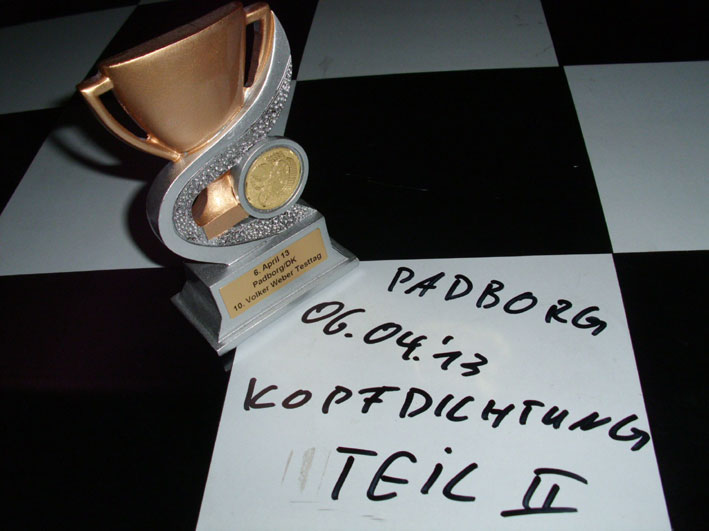 6. April 13
Padborg/DK
10. Volker Weber Testtag
PADBORG
06.04.'13
KOPFDICHTUNG
TEiL II